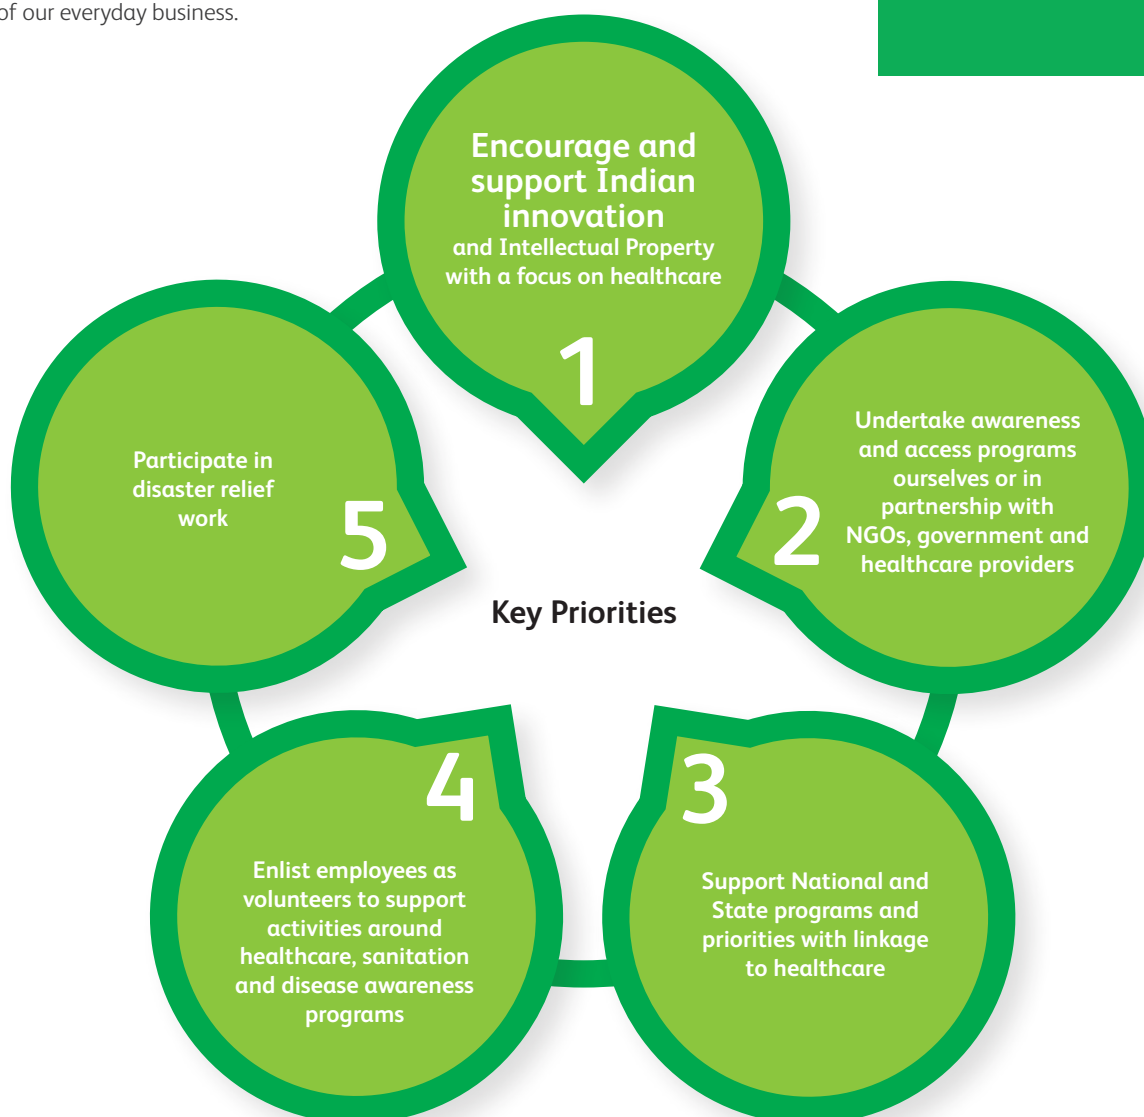 of our everyday business.
Encourage and
support Indian
innovation
and Intellectual Property
with a focus on healthcare
1
Undertake awareness
and access programs
ourselves or in
partnership with
NGOs, government and
healthcare providers
2
Support National and
State programs and
priorities with linkage
to healthcare
3
Enlist employees as
volunteers to support
activities around
healthcare, sanitation
and disease awareness
programs
4
Participate in
disaster relief
work
5
Key Priorities